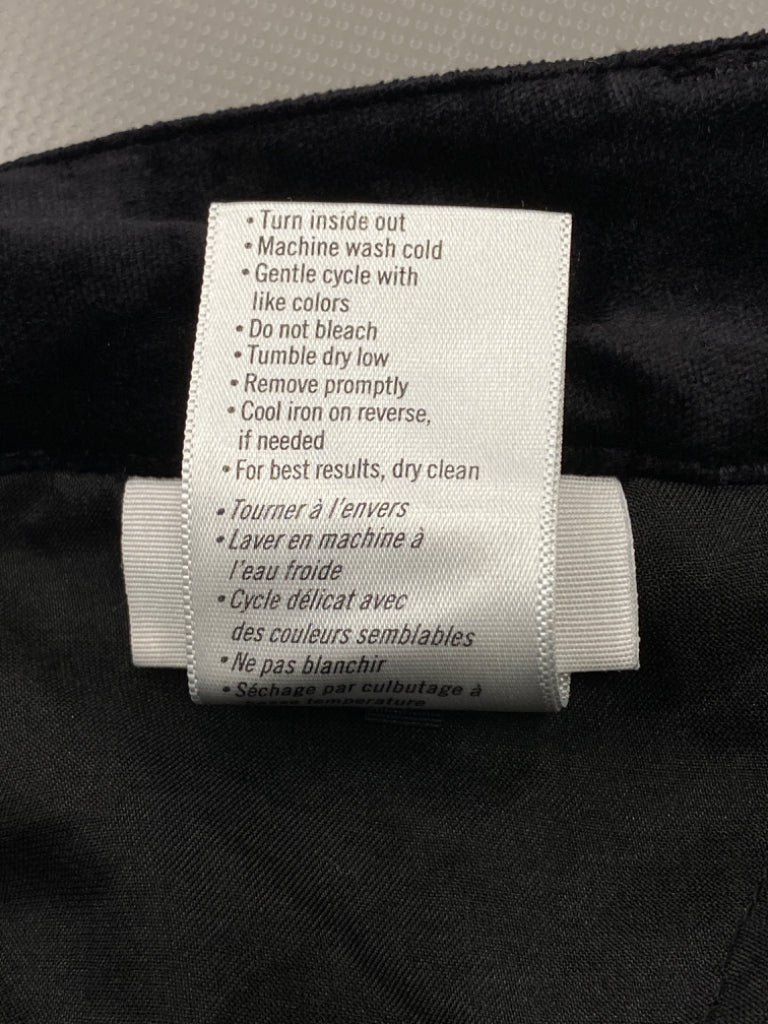 • Turn inside out
• Machine wash cold
• Gentle cycle with
like colors
• Do not bleach
• Tumble dry low
• Remove promptly
• Cool iron on reverse,
if needed
• For best results, dry clean
• Tourner à l'envers
• Laver en machine à
l'eau froide
• Cycle délicat avec
des couleurs semblables
• Ne pas blanchir
• Séchage par culbutage à
temperature